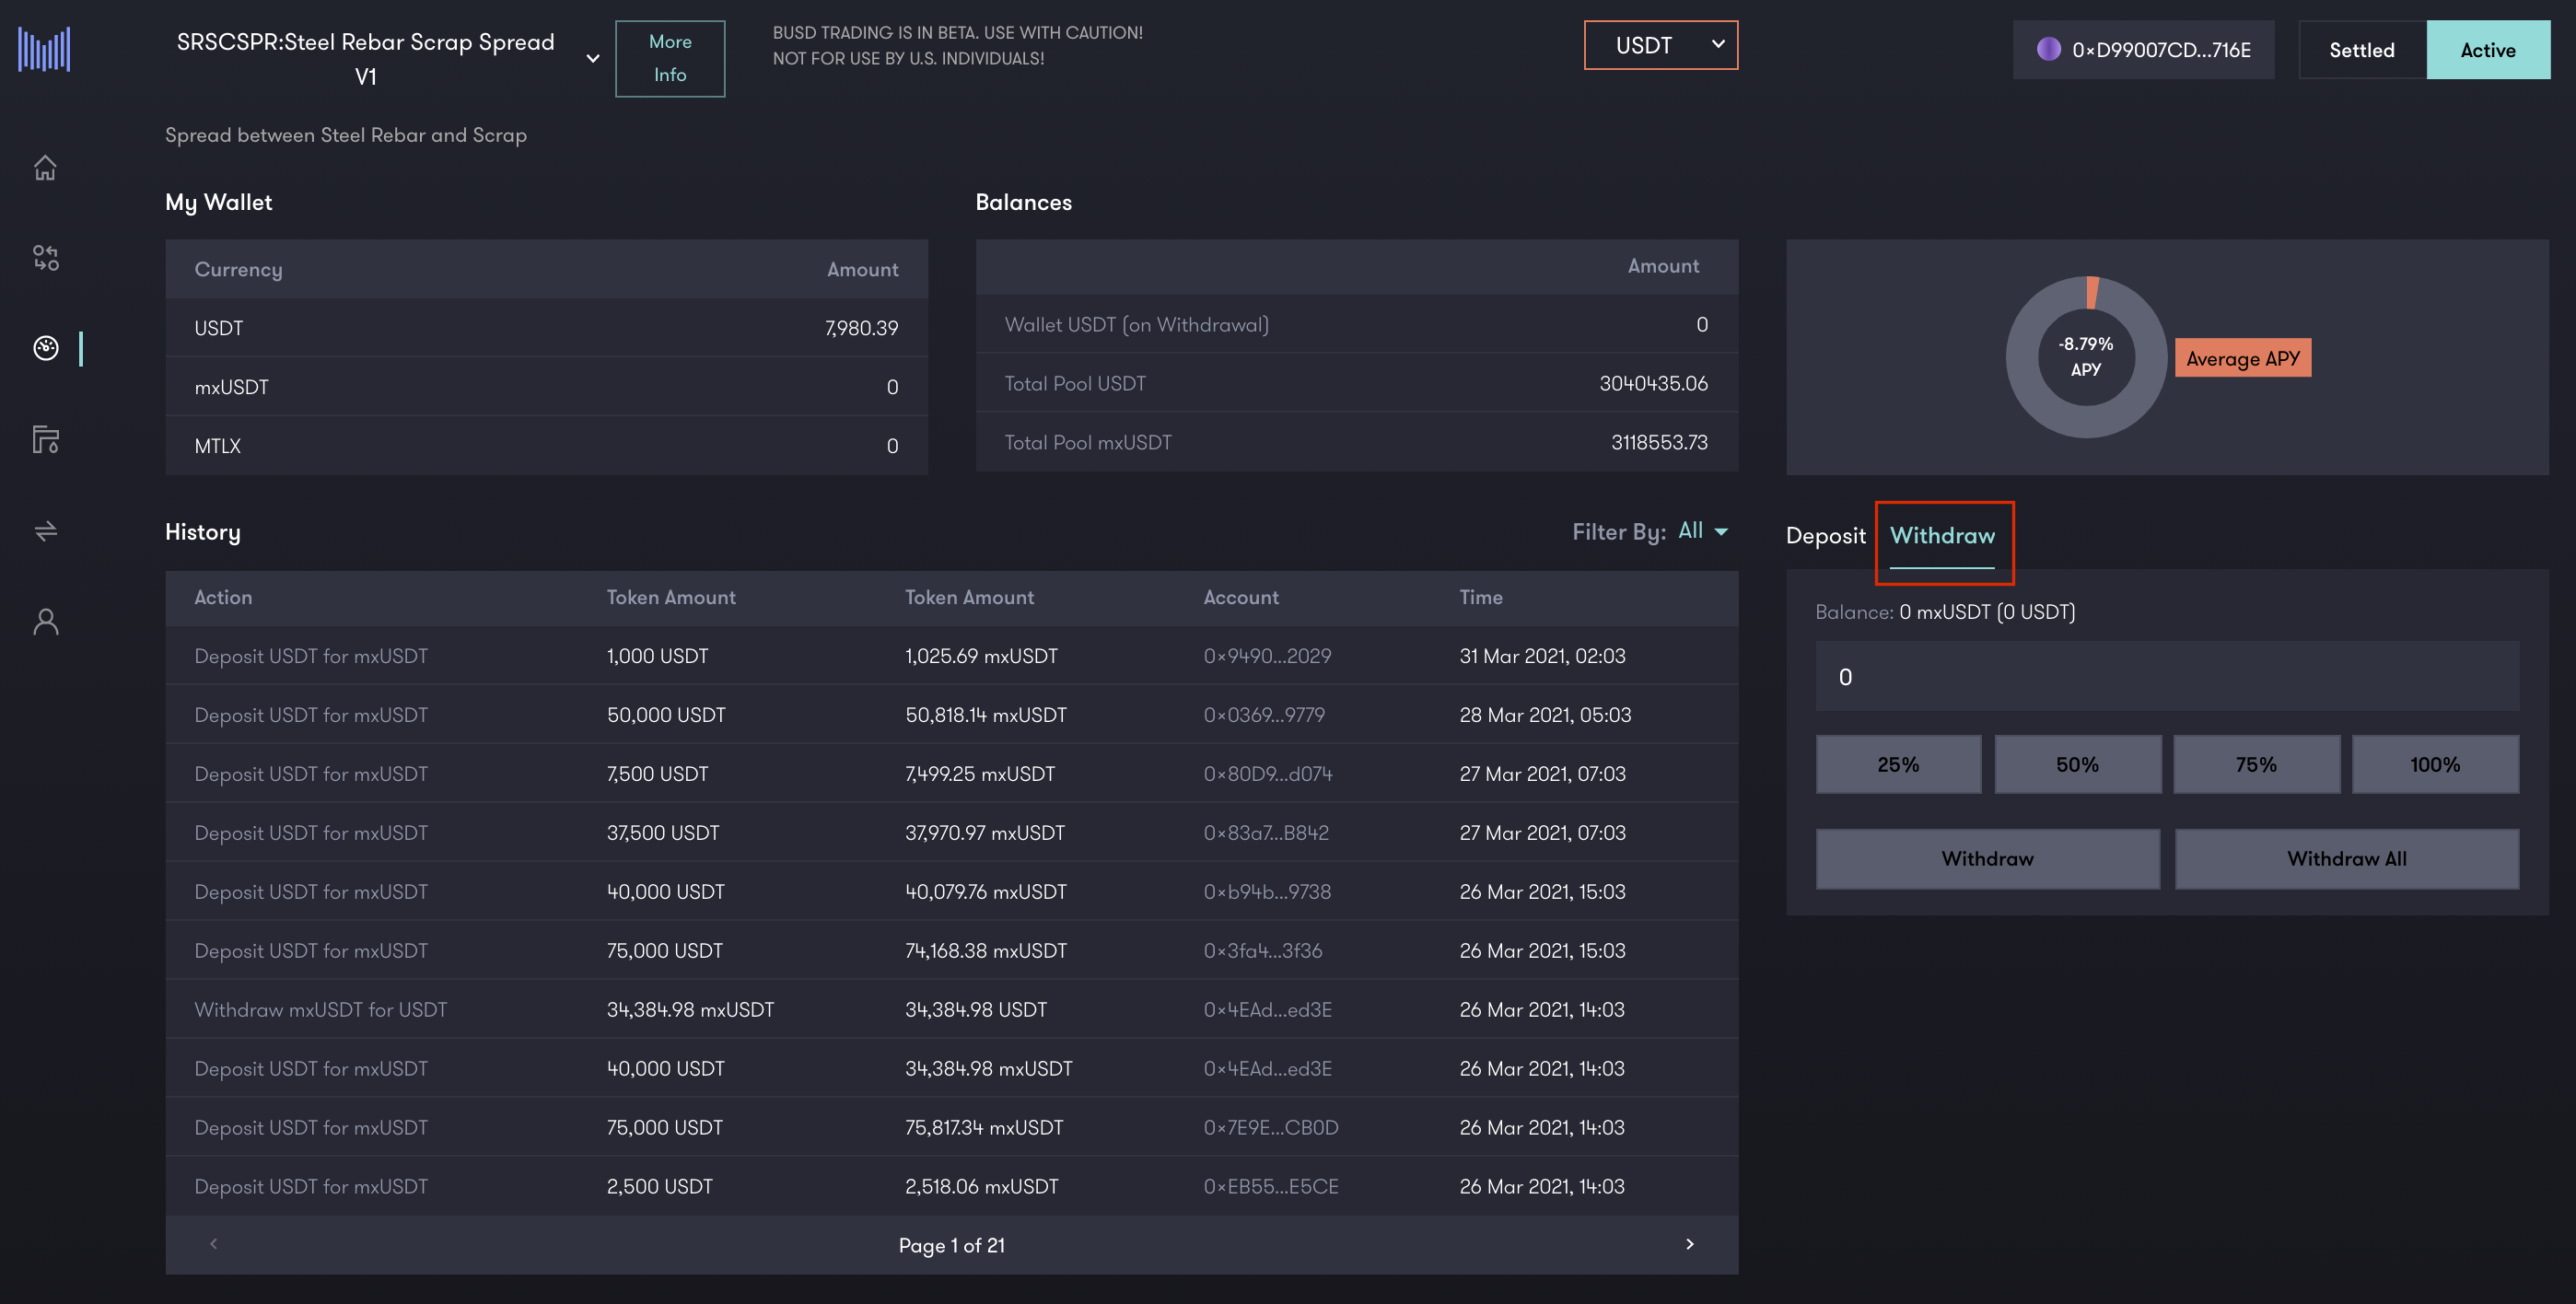 SRSCSPR:Steel Rebar Scrap Spread
V1
More
Info
BUSD TRADING IS IN BETA. USE WITH CAUTION!
NOT FOR USE BY U.S. INDIVIDUALS!
USDT
0×D99007CD...716E
Settled
Active
Spread between Steel Rebar and Scrap
My Wallet
Currency Amount
USDT 7,980.39
mxUSDT 0
MTLX 0
Balances
Amount
Wallet USDT (on Withdrawal) 0
Total Pool USDT 3040435.06
Total Pool mxUSDT 3118553.73
-8.79%
APY
Average APY
History
Filter By: All
Action Token Amount Token Amount Account Time
Deposit USDT for mxUSDT 1,000 USDT 1,025.69 mxUSDT 0×9490...2029 31 Mar 2021, 02:03
Deposit USDT for mxUSDT 50,000 USDT 50,818.14 mxUSDT 0×0369...9779 28 Mar 2021, 05:03
Deposit USDT for mxUSDT 7,500 USDT 7,499.25 mxUSDT 0×80D9...d074 27 Mar 2021, 07:03
Deposit USDT for mxUSDT 37,500 USDT 37,970.97 mxUSDT 0×83a7...B842 27 Mar 2021, 07:03
Deposit USDT for mxUSDT 40,000 USDT 40,079.76 mxUSDT 0×b94b...9738 26 Mar 2021, 15:03
Deposit USDT for mxUSDT 75,000 USDT 74,168.38 mxUSDT 0×3fa4...3f36 26 Mar 2021, 15:03
Withdraw mxUSDT for USDT 34,384.98 mxUSDT 34,384.98 USDT 0×4EAd...ed3E 26 Mar 2021, 14:03
Deposit USDT for mxUSDT 40,000 USDT 34,384.98 mxUSDT 0×4EAd...ed3E 26 Mar 2021, 14:03
Deposit USDT for mxUSDT 75,000 USDT 75,817.34 mxUSDT 0×7E9E...CB0D 26 Mar 2021, 14:03
Deposit USDT for mxUSDT 2,500 USDT 2,518.06 mxUSDT 0×EB55...E5CE 26 Mar 2021, 14:03
Page 1 of 21
Deposit Withdraw
Balance: 0 mxUSDT (0 USDT)
0
25% 50% 75% 100%
Withdraw Withdraw All